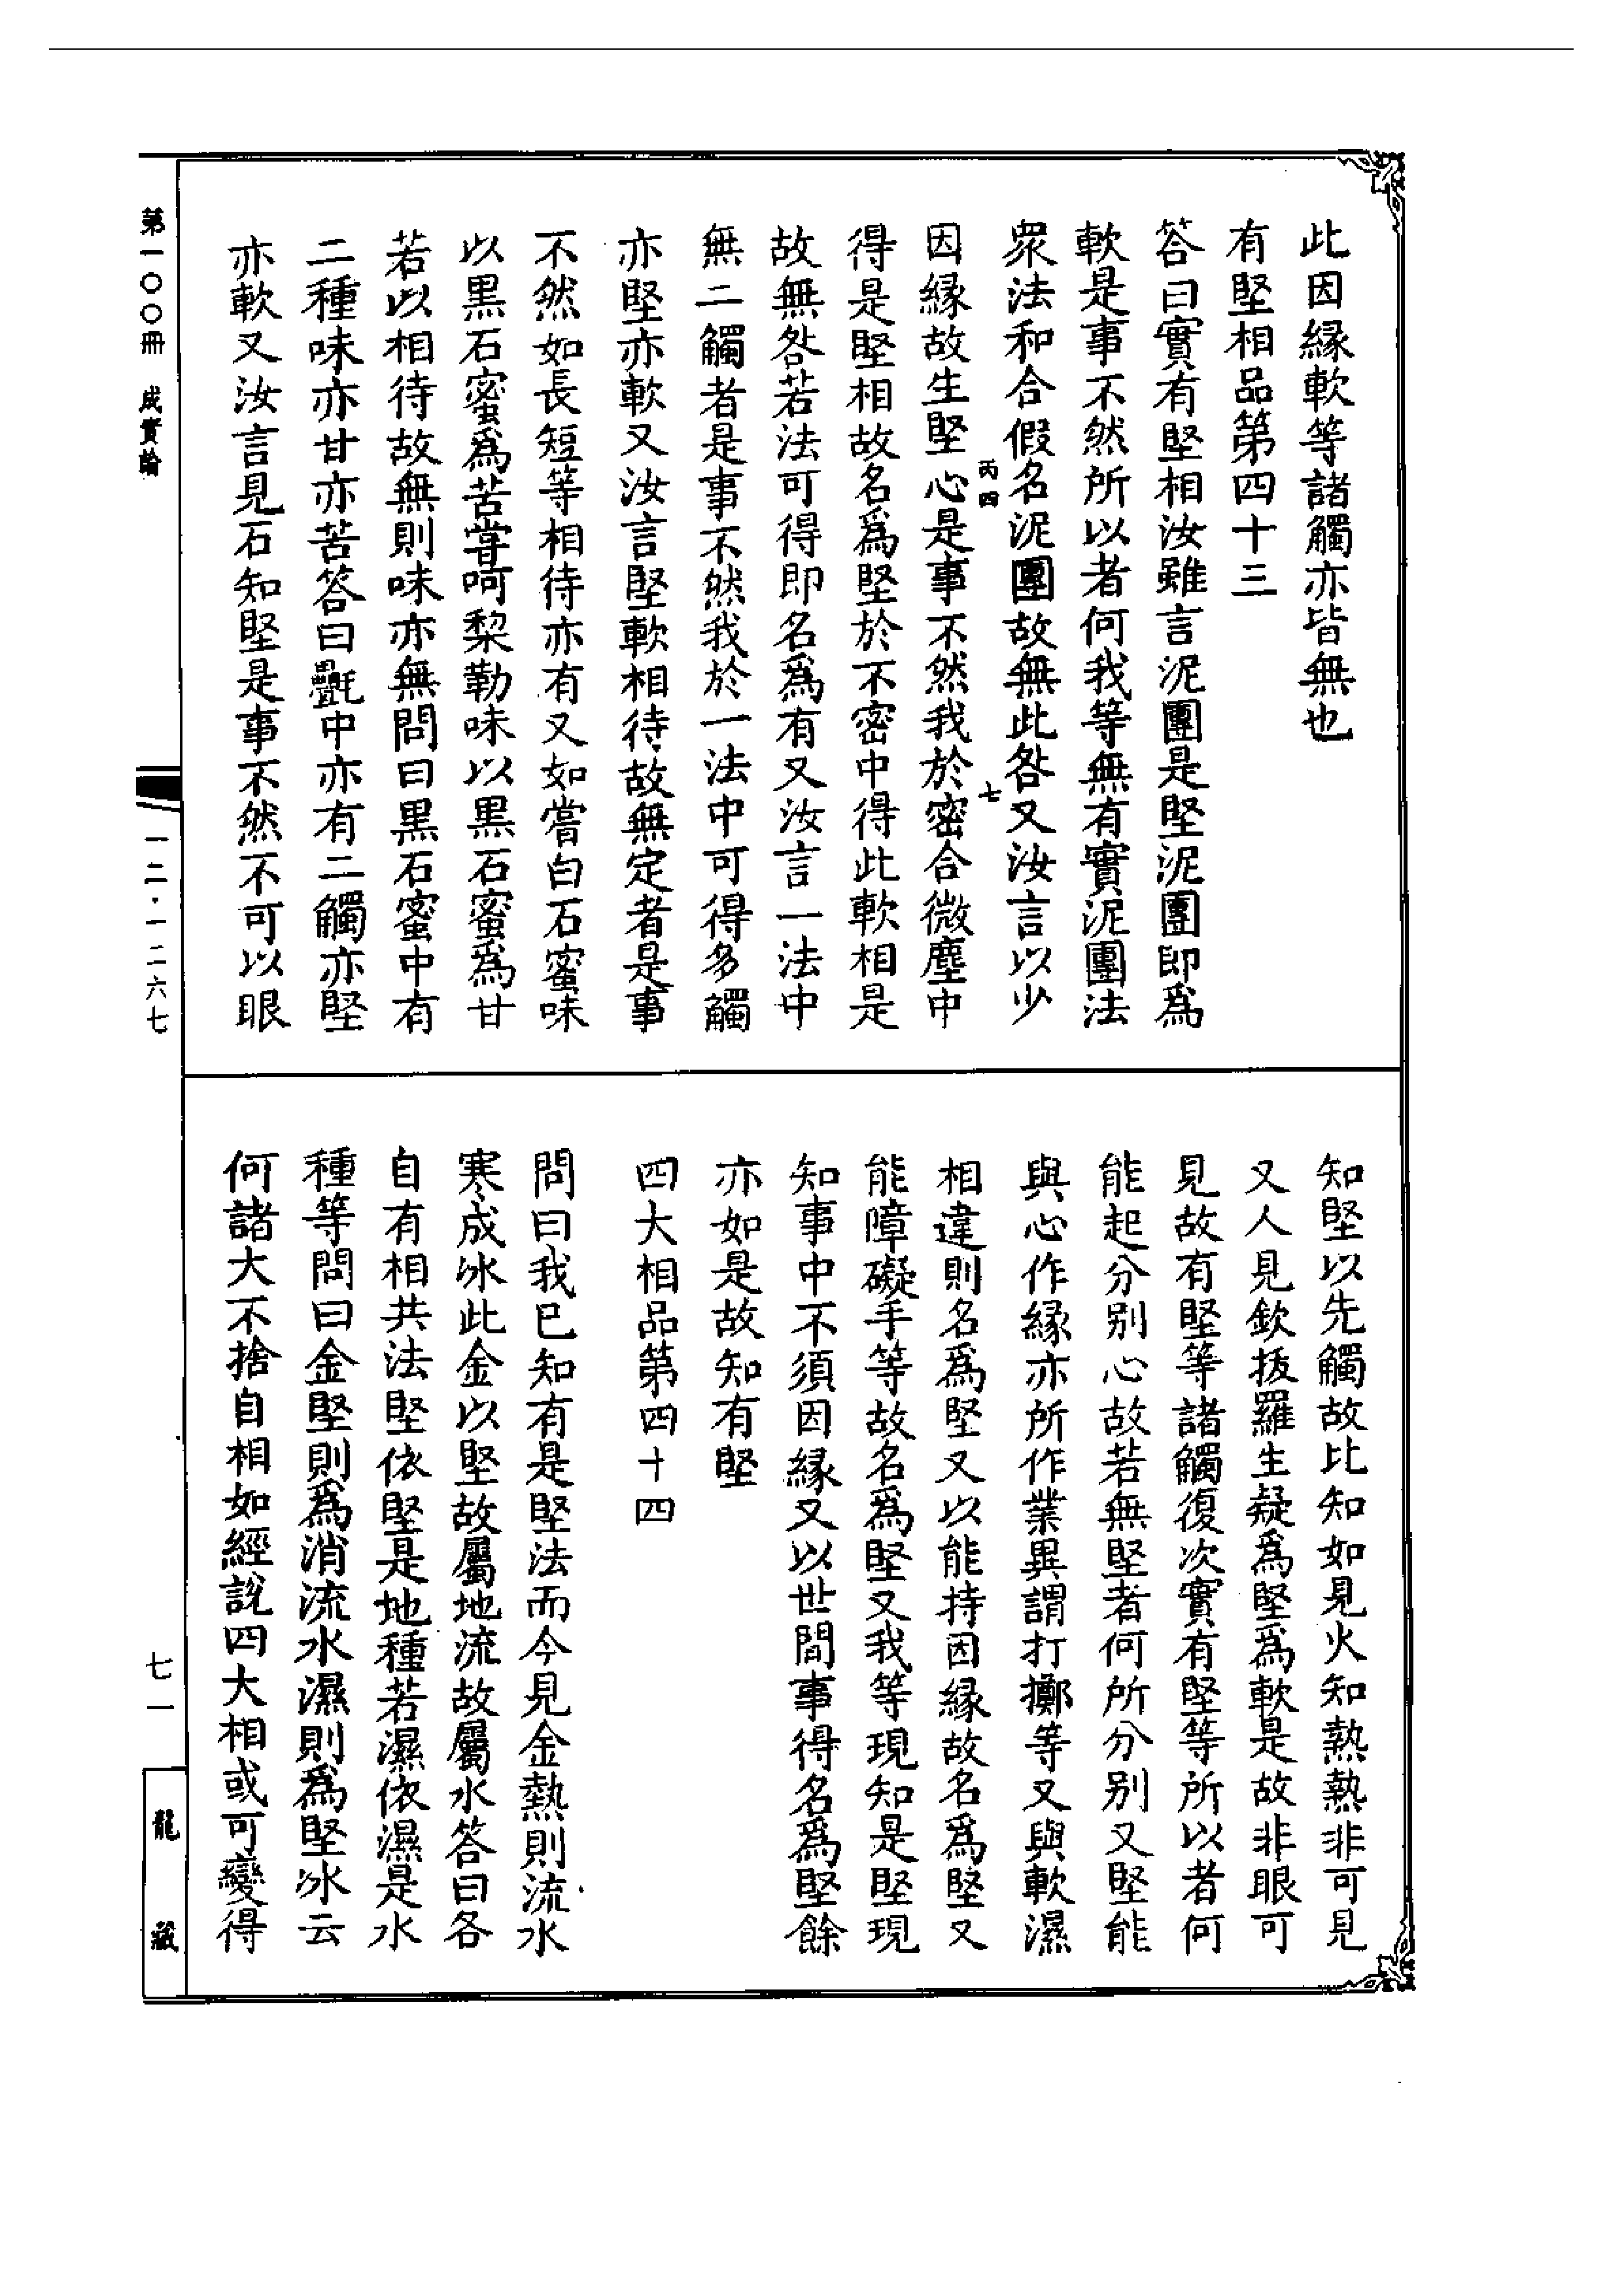 此因緣軟等諸觸亦皆無也
有堅相品第四十三
答曰實有堅相汝雖言泥團是堅泥團即為
軟是事不然所以者何我等無有實泥團法
眾法和合假名泥團故無此咎又汝言以少
丙四
七
因緣故生堅心是事不然我於密合微塵中
得是堅相故名為堅於不密中得此軟相是
故無咎若法可得即名為有又汝言一法中
無二觸者是事不然我於一法中可得多觸
亦堅亦軟又汝言堅軟相待故無定者是事
不然如長短等相待亦有又如嘗白石蜜味
以黑石蜜為苦嘗呵梨勒味以黑石蜜為甘
若以相待故無則味亦無問曰黑石蜜中有
二種味亦甘亦苦答曰㲲中亦有二觸亦堅
亦軟又汝言見石知堅是事不然不可以眼
知堅以先觸故比知如見火知熱熱非可見
又人見欽抜羅生疑為堅為軟是故非眼可
見故有堅等諸觸復次實有堅等所以者何
能起分別心故若無堅者何所分別又堅能
與心作緣亦所作業異謂打擲等又與軟濕
相違則名為堅又以能持因緣故名為堅又
能障礙手等故名為堅又我等現知是堅現
知事中不須因緣又以世間事得名為堅餘
亦如是故知有堅
四大相品第四十四
問曰我已知有是堅法而今見金熱則流水
寒成冰此金以堅故屬地流故屬水答曰各
自有相共法堅依堅是地種若濕依濕是水
種等問曰金堅則為消流水濕則為堅冰云
何諸大不捨自相如經說四大相或可變得
第一〇〇冊 成實論
一二·一二六七
七一
龍藏